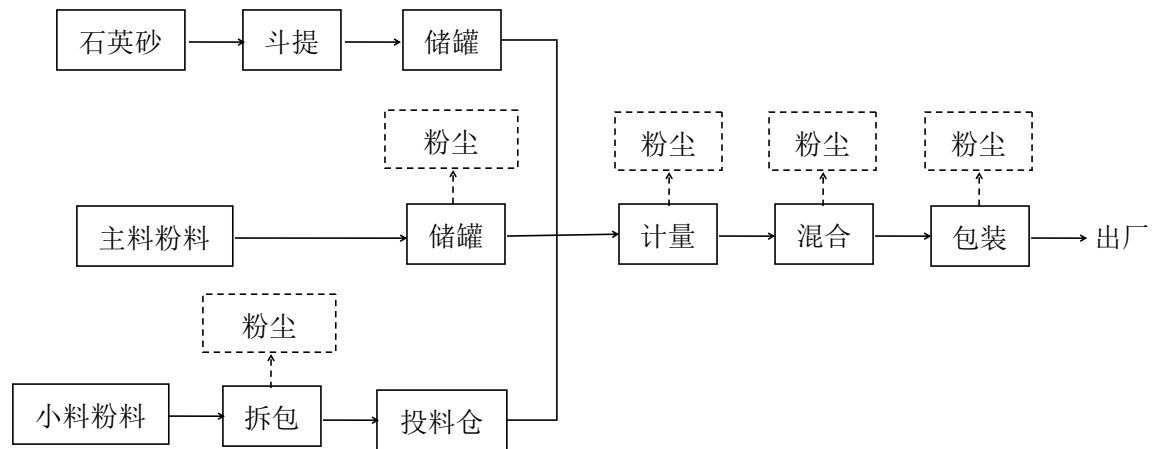 石英砂 斗提 储罐
粉尘 粉尘 粉尘 粉尘
主料粉料 储罐 计量 混合 包装 出厂
粉尘
小料粉料 拆包 投料仓